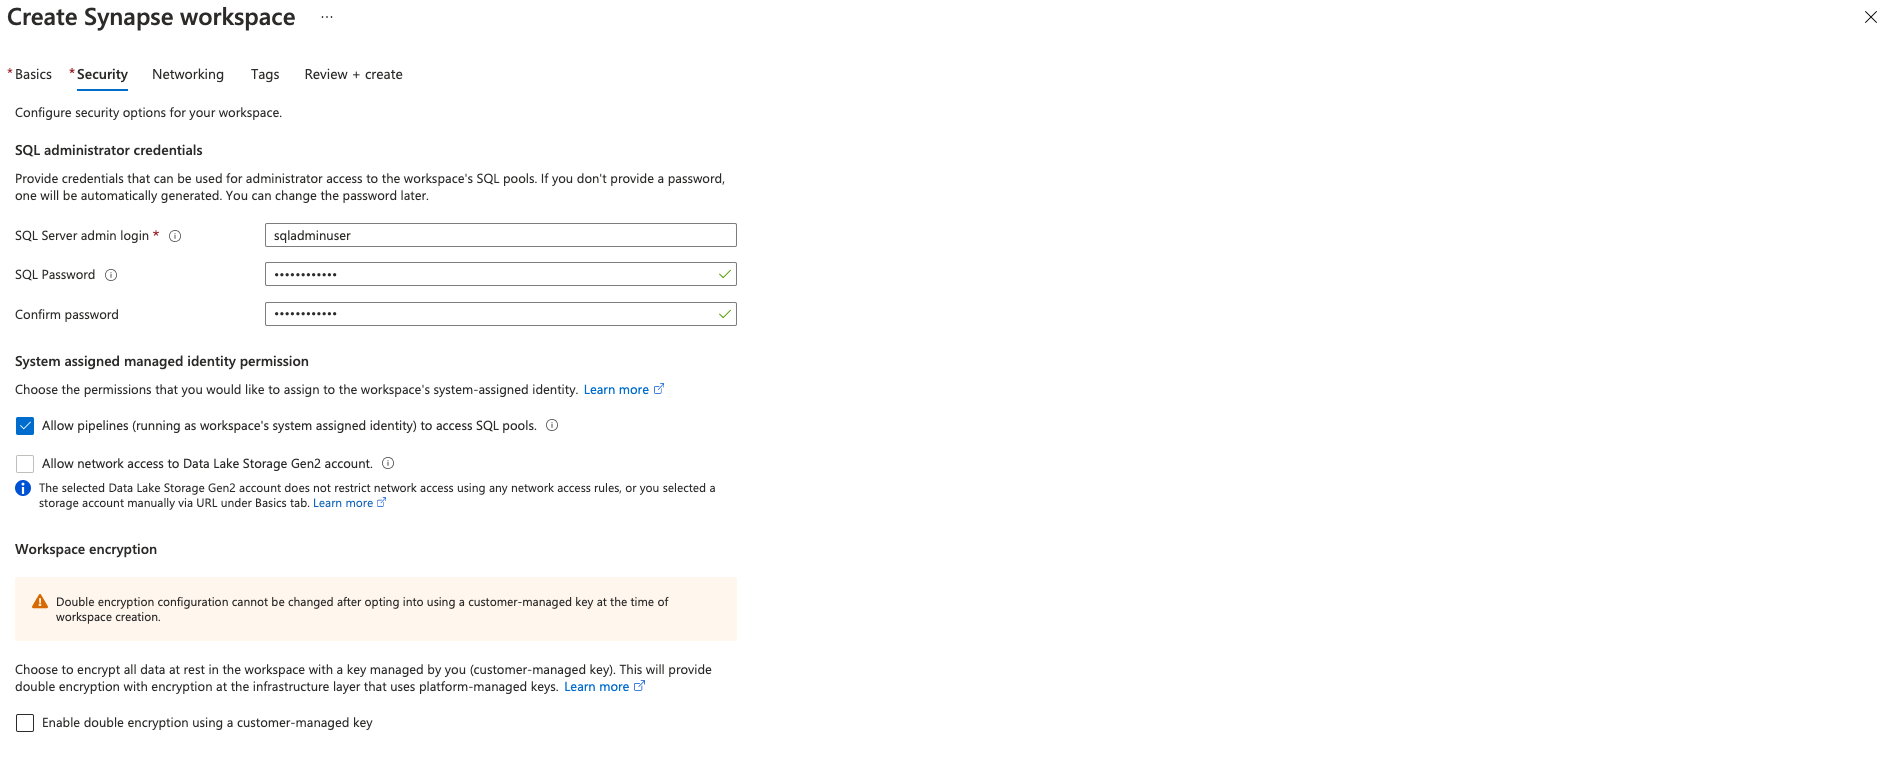 Create Synapse workspace ...
* Basics * Security Networking Tags Review + create
Configure security options for your workspace.
SQL administrator credentials
Provide credentials that can be used for administrator access to the workspace's SQL pools. If you don't provide a password,
one will be automatically generated. You can change the password later.
SQL Server admin login * sqladminuser
SQL Password ••••••••••••
Confirm password ••••••••••••
System assigned managed identity permission
Choose the permissions that you would like to assign to the workspace's system-assigned identity. Learn more
Allow pipelines (running as workspace's system assigned identity) to access SQL pools.
Allow network access to Data Lake Storage Gen2 account.
The selected Data Lake Storage Gen2 account does not restrict network access using any network access rules, or you selected a
storage account manually via URL under Basics tab. Learn more
Workspace encryption
Double encryption configuration cannot be changed after opting into using a customer-managed key at the time of
workspace creation.
Choose to encrypt all data at rest in the workspace with a key managed by you (customer-managed key). This will provide
double encryption with encryption at the infrastructure layer that uses platform-managed keys. Learn more
Enable double encryption using a customer-managed key